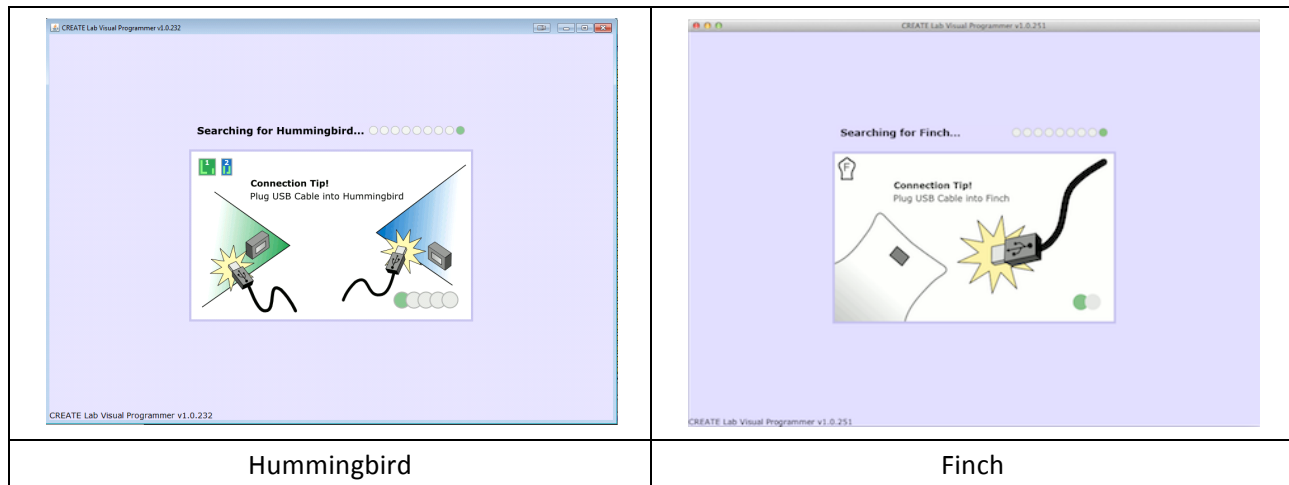 CREATE Lab Visual Programmer v1.0.232
Searching for Hummingbird...
1 2
Connection Tip!
Plug USB Cable into Hummingbird
CREATE Lab Visual Programmer v1.0.232
Hummingbird
CREATE Lab Visual Programmer v1.0.251
Searching for Finch...
F
Connection Tip!
Plug USB Cable into Finch
CREATE Lab Visual Programmer v1.0.251
Finch